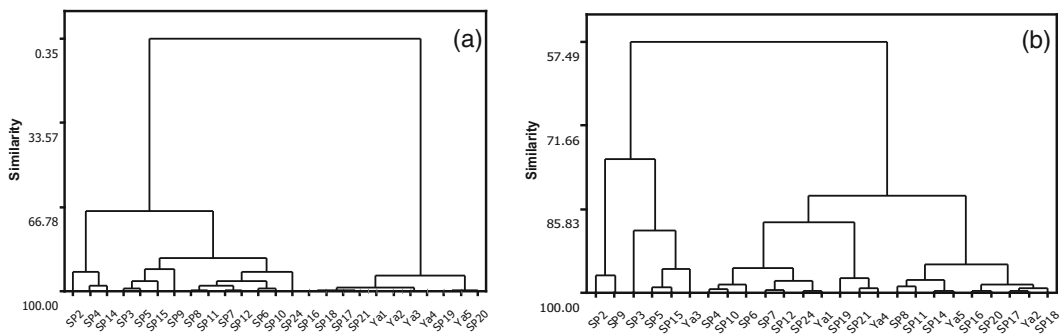 (a)
Similarity
0.35
33.57
66.78
100.00
SP2 SP4 SP14 SP3 SP5 SP15 SP9 SP8 SP11 SP7 SP12 SP6 SP10 SP24 SP16 SP18 SP17 SP21 Ya1 Ya2 Ya3 Ya4 SP19 Ya5 SP20
(b)
Similarity
57.49
71.66
85.83
100.00
SP2 SP9 SP3 SP5 SP15 Ya3 SP4 SP10 SP6 SP7 SP12 SP24 Ya1 SP19 SP21 Ya4 SP8 SP11 SP14 Ya5 SP16 SP20 SP17 Ya2 SP18